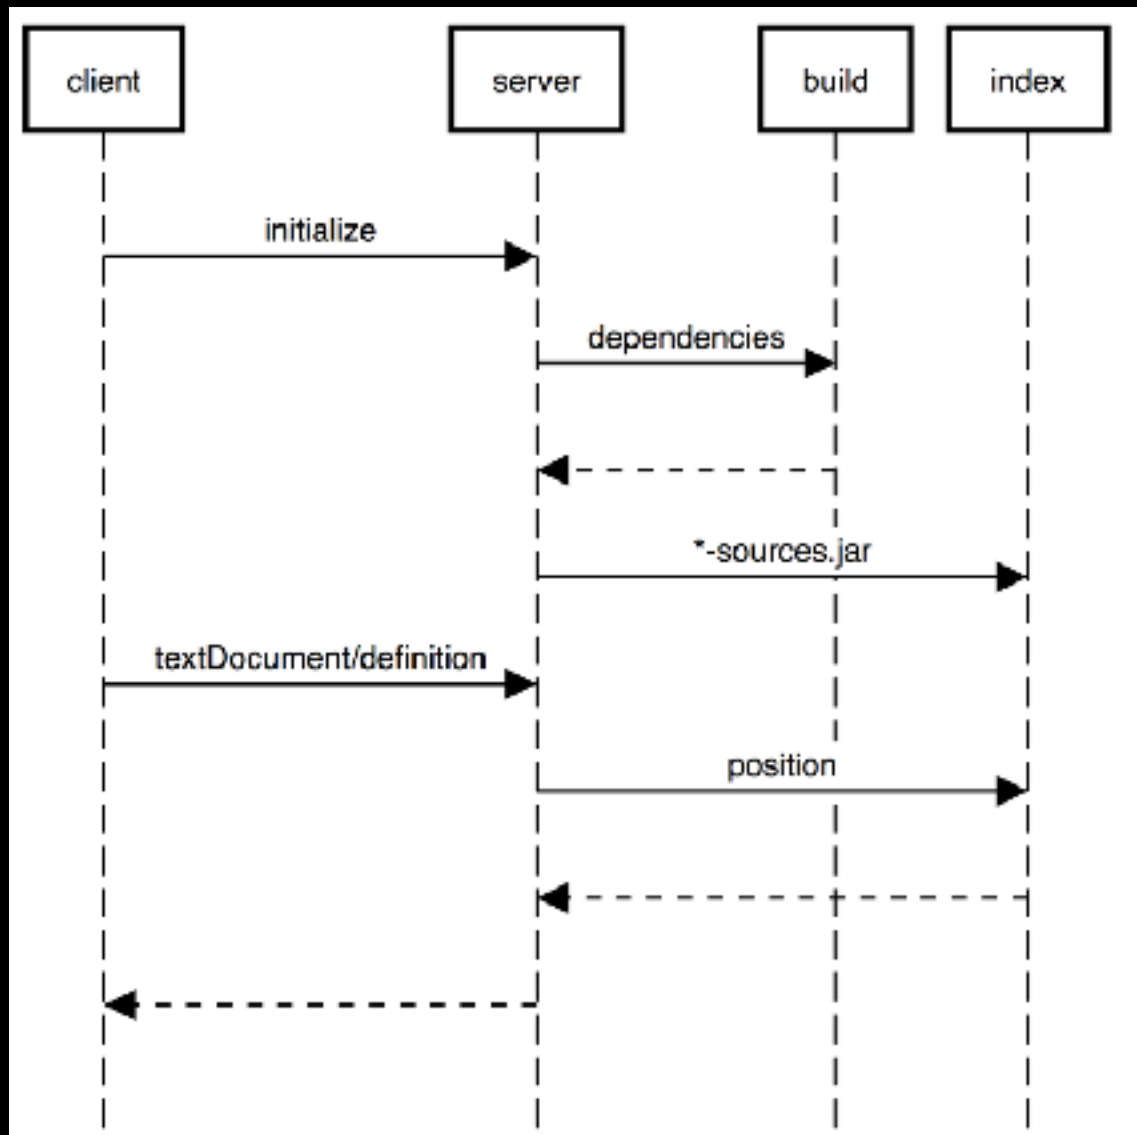 client
server
build
index
initialize
dependencies
*-sources.jar
textDocument/definition
position